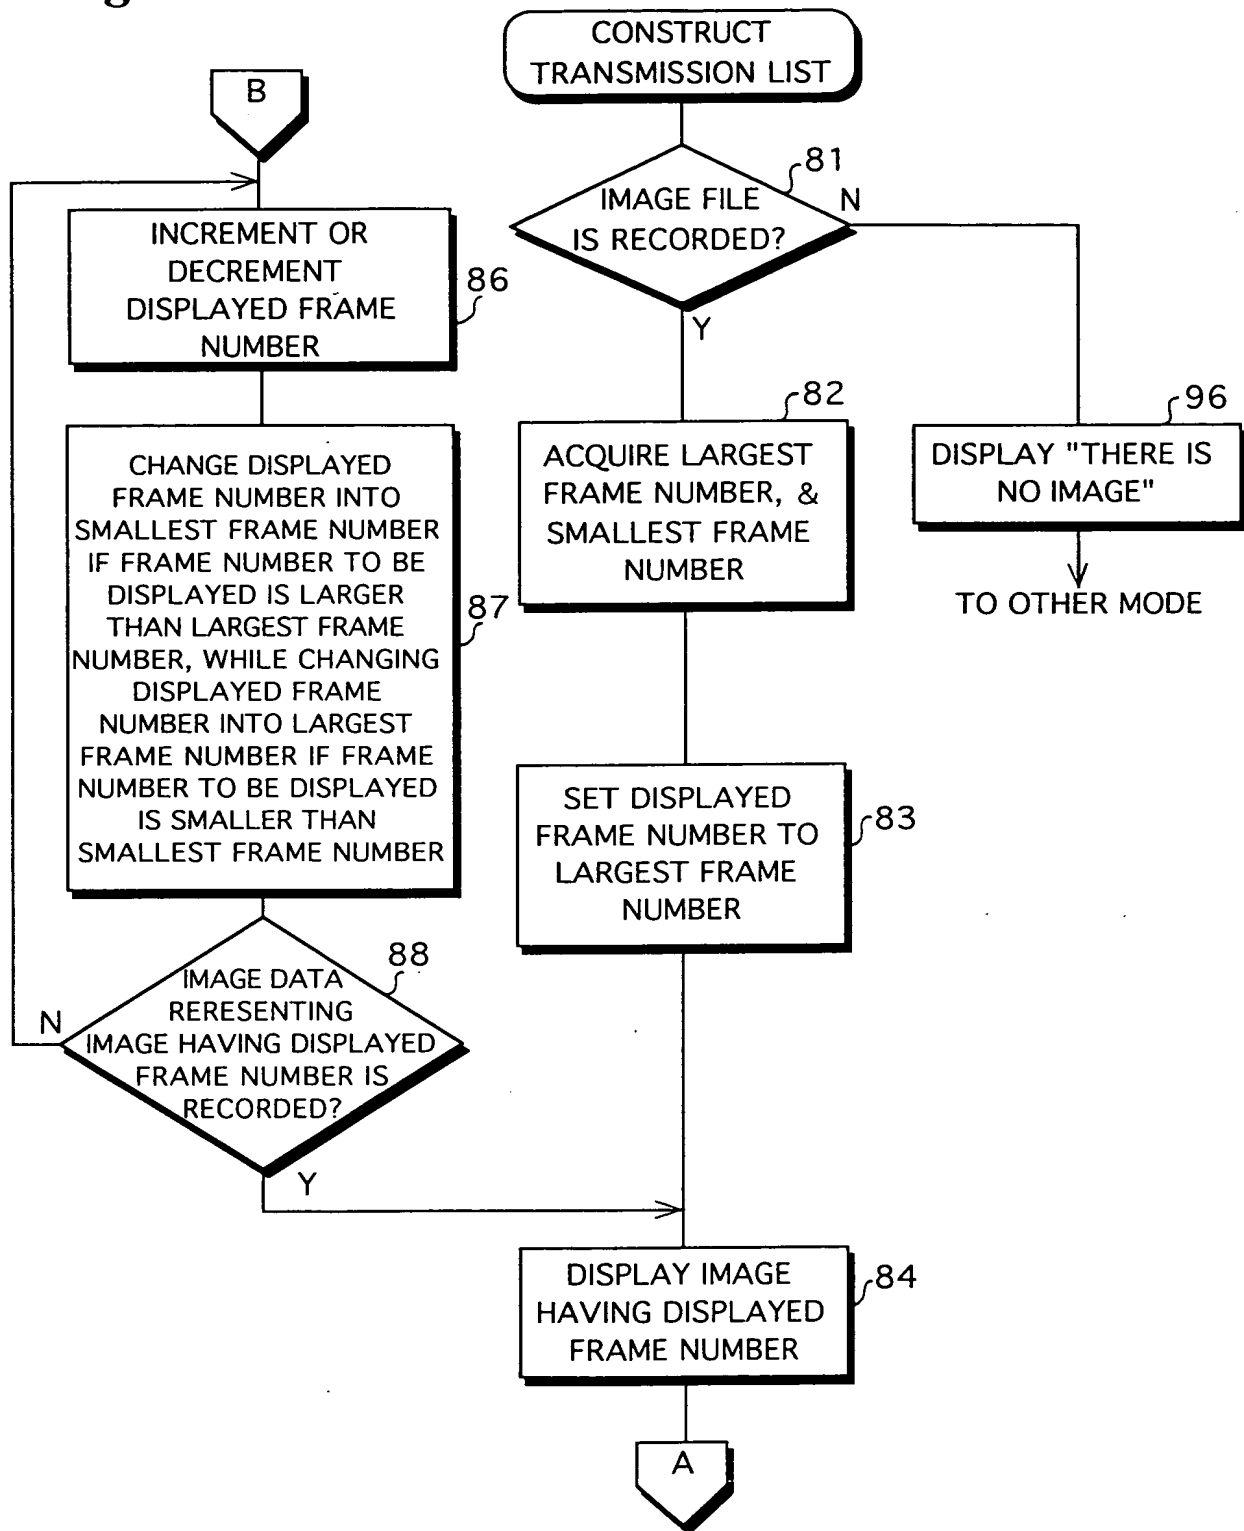 CONSTRUCT
TRANSMISSION LIST
B
81
IMAGE FILE
IS RECORDED?
N
Y
INCREMENT OR
DECREMENT
DISPLAYED FRAME
NUMBER
86
82
ACQUIRE LARGEST
FRAME NUMBER, &
SMALLEST FRAME
NUMBER
96
DISPLAY "THERE IS
NO IMAGE"
TO OTHER MODE
CHANGE DISPLAYED
FRAME NUMBER INTO
SMALLEST FRAME NUMBER
IF FRAME NUMBER TO BE
DISPLAYED IS LARGER
THAN LARGEST FRAME
NUMBER, WHILE CHANGING
DISPLAYED FRAME
NUMBER INTO LARGEST
FRAME NUMBER IF FRAME
NUMBER TO BE DISPLAYED
IS SMALLER THAN
SMALLEST FRAME NUMBER
87
SET DISPLAYED
FRAME NUMBER TO
LARGEST FRAME
NUMBER
83
88
IMAGE DATA
RERESENTING
IMAGE HAVING DISPLAYED
FRAME NUMBER IS
RECORDED?
N
Y
DISPLAY IMAGE
HAVING DISPLAYED
FRAME NUMBER
84
A